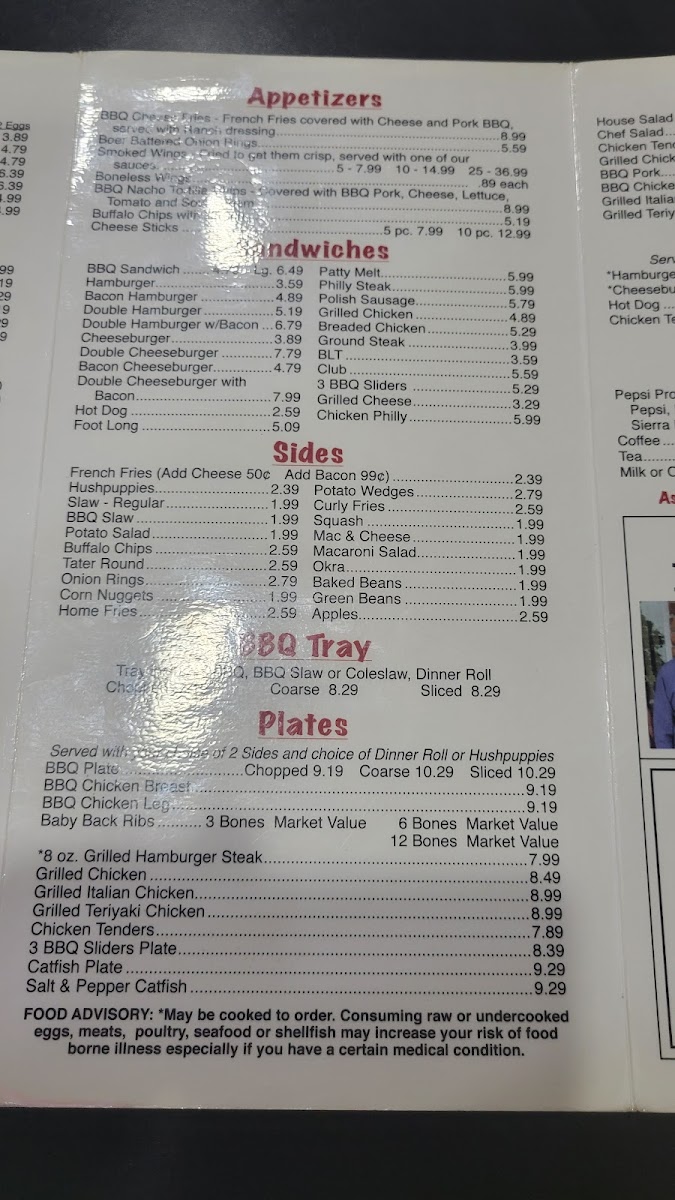 Appetizers
BBQ Cheese Fries - French Fries covered with Cheese and Pork BBQ,
served with Ranch dressing 8.99
Beer Battered Onion Rings 5.59
Smoked Wings - Fried to get them crisp, served with one of our
sauces 5 - 7.99 10 - 14.99 25 - 36.99
Boneless Wings .89 each
BBQ Nacho Tortilla Chips - Covered with BBQ Pork, Cheese, Lettuce,
Tomato and Sour 8.99
Buffalo Chips with 5.19
Cheese Sticks 5 pc. 7.99 10 pc. 12.99
Sandwiches
BBQ Sandwich Lg. 6.49
Hamburger 3.59
Bacon Hamburger 4.89
Double Hamburger 5.19
Double Hamburger w/Bacon 6.79
Cheeseburger 3.89
Double Cheeseburger 7.79
Bacon Cheeseburger 4.79
Double Cheeseburger with
Bacon 7.99
Hot Dog 2.59
Foot Long 5.09
Patty Melt 5.99
Philly Steak 5.99
Polish Sausage 5.79
Grilled Chicken 4.89
Breaded Chicken 5.29
Ground Steak 3.99
BLT 3.59
Club 5.59
3 BBQ Sliders 5.29
Grilled Cheese 3.29
Chicken Philly 5.99
Sides
French Fries (Add Cheese 50¢ Add Bacon 99¢) 2.39
Hushpuppies 2.39
Slaw - Regular 1.99
BBQ Slaw 1.99
Potato Salad 1.99
Buffalo Chips 2.59
Tater Round 2.59
Onion Rings 2.79
Corn Nuggets 1.99
Home Fries 2.59
Potato Wedges 2.79
Curly Fries 2.59
Squash 1.99
Mac & Cheese 1.99
Macaroni Salad 1.99
Okra 1.99
Baked Beans 1.99
Green Beans 1.99
Apples 2.59
BBQ Tray
BBQ, BBQ Slaw or Coleslaw, Dinner Roll
Coarse 8.29 Sliced 8.29
Plates
Served with your choice of 2 Sides and choice of Dinner Roll or Hushpuppies
BBQ Plate Chopped 9.19 Coarse 10.29 Sliced 10.29
BBQ Chicken Breast 9.19
BBQ Chicken Leg 9.19
Baby Back Ribs 3 Bones Market Value 6 Bones Market Value
12 Bones Market Value
*8 oz. Grilled Hamburger Steak 7.99
Grilled Chicken 8.49
Grilled Italian Chicken 8.99
Grilled Teriyaki Chicken 8.99
Chicken Tenders 7.89
3 BBQ Sliders Plate 8.39
Catfish Plate 9.29
Salt & Pepper Catfish 9.29
FOOD ADVISORY: *May be cooked to order. Consuming raw or undercooked
eggs, meats, poultry, seafood or shellfish may increase your risk of food
borne illness especially if you have a certain medical condition.
Eggs
3.89
4.79
4.79
6.39
6.39
House Salad
Chef Salad
Chicken
Grilled
BBQ Pork
BBQ
Grilled
Grilled
Hot Dog
Chicken
Pepsi
Pepsi,
Sierra
Coffee
Tea
Milk or